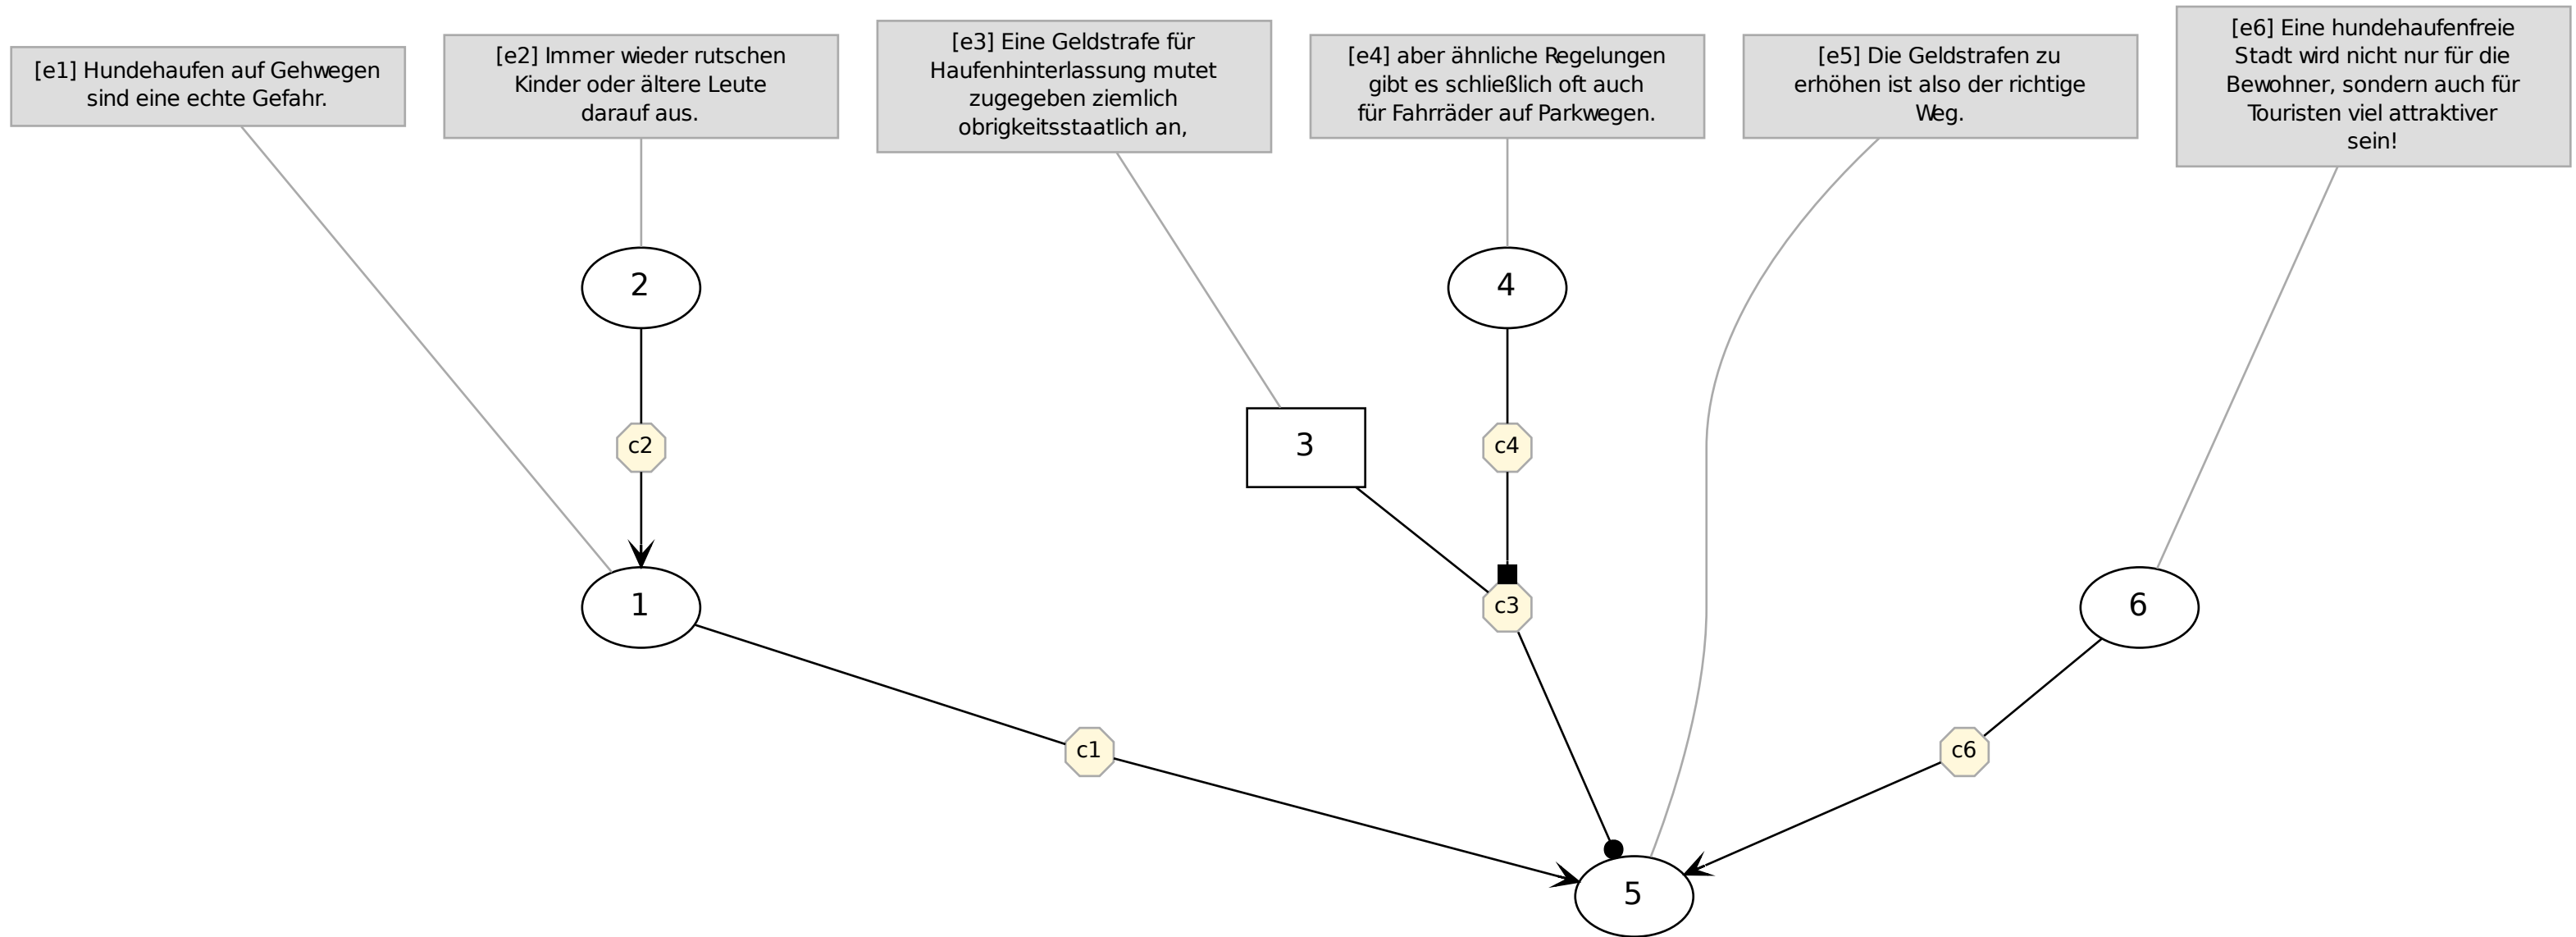 [e1] Hundehaufen auf Gehwegen
sind eine echte Gefahr.
[e2] Immer wieder rutschen
Kinder oder ältere Leute
darauf aus.
[e3] Eine Geldstrafe für
Haufenhinterlassung mutet
zugegeben ziemlich
obrigkeitsstaatlich an,
[e4] aber ähnliche Regelungen
gibt es schließlich oft auch
für Fahrräder auf Parkwegen.
[e5] Die Geldstrafen zu
erhöhen ist also der richtige
Weg.
[e6] Eine hundehaufenfreie
Stadt wird nicht nur für die
Bewohner, sondern auch für
Touristen viel attraktiver
sein!
2
4
c2
3
c4
1
c3
6
c1
c6
5